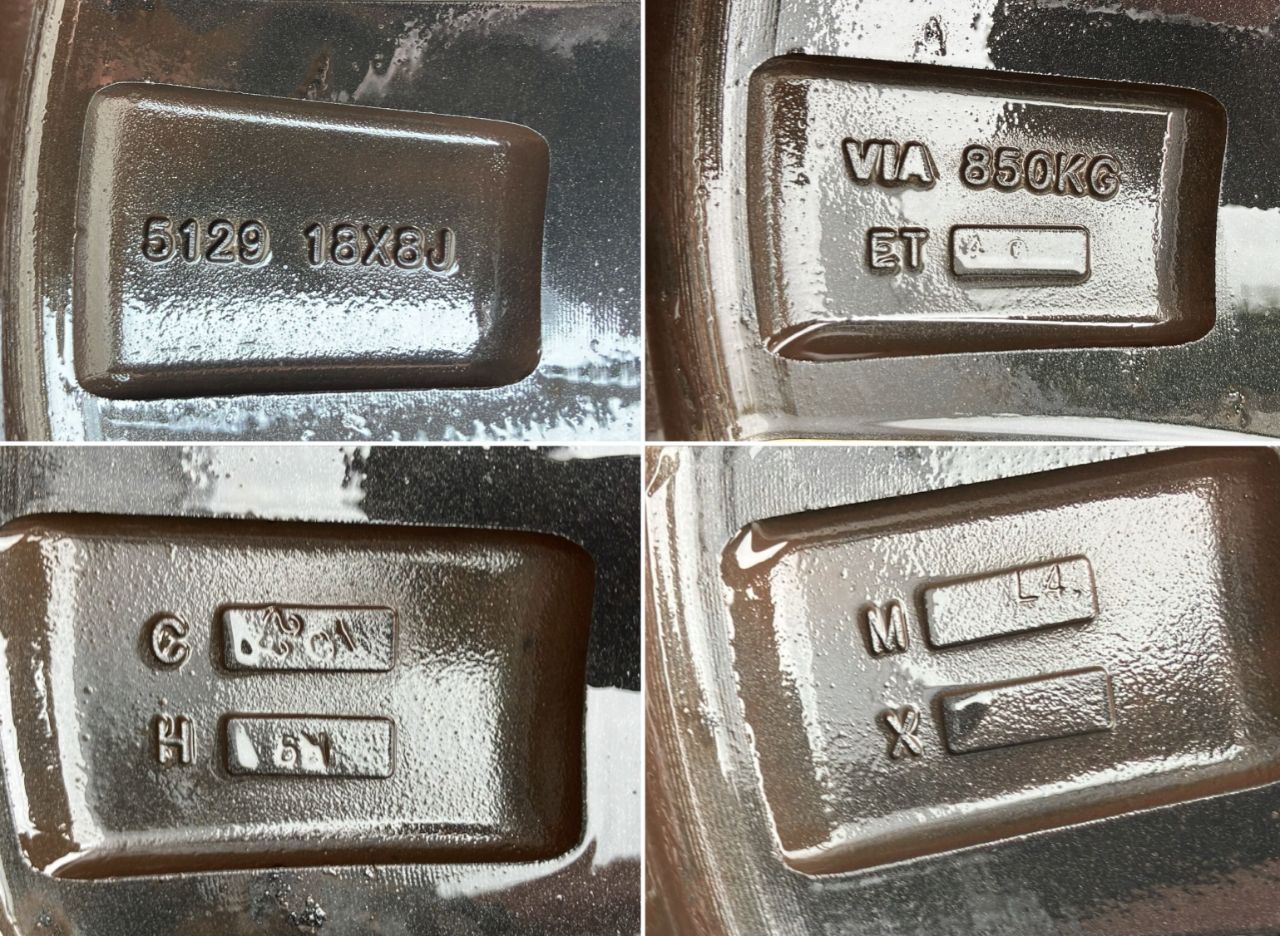 5129 18X8J
VIA 850KG
ET
C
H
M L4.
X